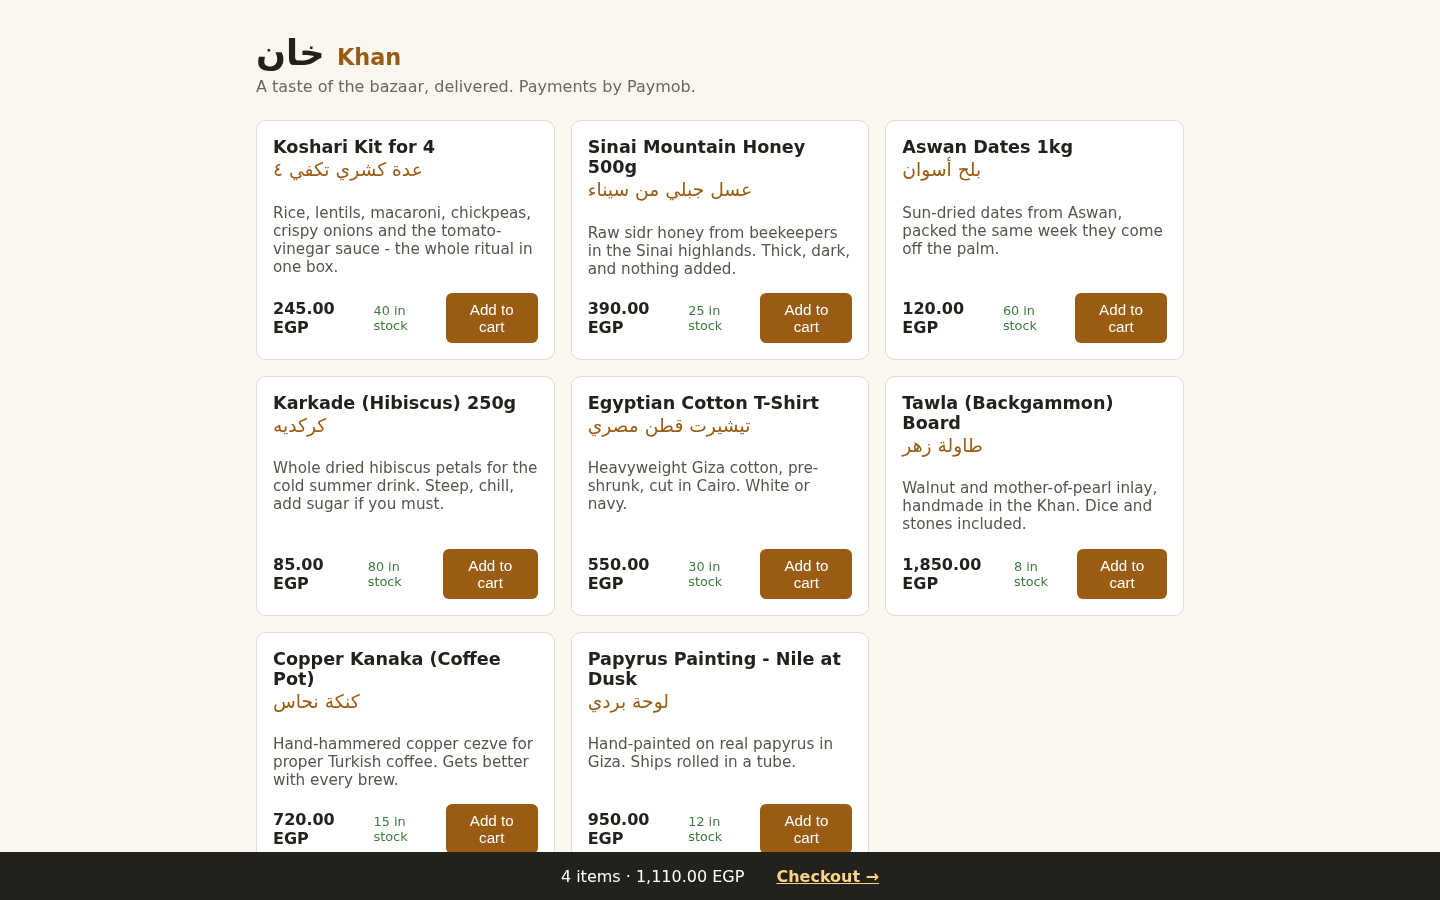 خان Khan
A taste of the bazaar, delivered. Payments by Paymob.
Koshari Kit for 4
عدة كشري تكفي ٤
Rice, lentils, macaroni, chickpeas,
crispy onions and the tomato-
vinegar sauce - the whole ritual in
one box.
245.00
EGP
40 in
stock
Add to
cart
Sinai Mountain Honey
500g
عسل جبلي من سيناء
Raw sidr honey from beekeepers
in the Sinai highlands. Thick, dark,
and nothing added.
390.00
EGP
25 in
stock
Add to
cart
Aswan Dates 1kg
بلح أسوان
Sun-dried dates from Aswan,
packed the same week they come
off the palm.
120.00
EGP
60 in
stock
Add to
cart
Karkade (Hibiscus) 250g
كركديه
Whole dried hibiscus petals for the
cold summer drink. Steep, chill,
add sugar if you must.
85.00
EGP
80 in
stock
Add to
cart
Egyptian Cotton T-Shirt
تيشيرت قطن مصري
Heavyweight Giza cotton, pre-
shrunk, cut in Cairo. White or
navy.
550.00
EGP
30 in
stock
Add to
cart
Tawla (Backgammon)
Board
طاولة زهر
Walnut and mother-of-pearl inlay,
handmade in the Khan. Dice and
stones included.
1,850.00
EGP
8 in
stock
Add to
cart
Copper Kanaka (Coffee
Pot)
كنكة نحاس
Hand-hammered copper cezve for
proper Turkish coffee. Gets better
with every brew.
720.00
EGP
15 in
stock
Add to
cart
Papyrus Painting - Nile at
Dusk
لوحة بردي
Hand-painted on real papyrus in
Giza. Ships rolled in a tube.
950.00
EGP
12 in
stock
Add to
cart
4 items · 1,110.00 EGP Checkout →